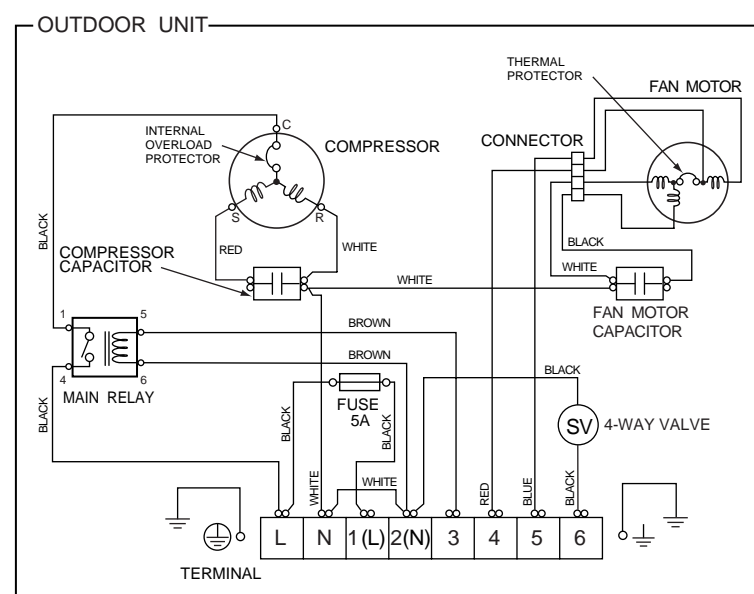 OUTDOOR UNIT
THERMAL
PROTECTOR
FAN MOTOR
C
INTERNAL
OVERLOAD
PROTECTOR
COMPRESSOR
CONNECTOR
S
R
BLACK
RED
WHITE
BLACK
COMPRESSOR
CAPACITOR
WHITE
WHITE
FAN MOTOR
CAPACITOR
1
5
BROWN
4
6
BROWN
MAIN RELAY
BLACK
BLACK
FUSE
5A
BLACK
BLACK
SV
4-WAY VALVE
WHITE
WHITE
RED
BLUE
BLACK
L
N
1(L)
2(N)
3
4
5
6
TERMINAL